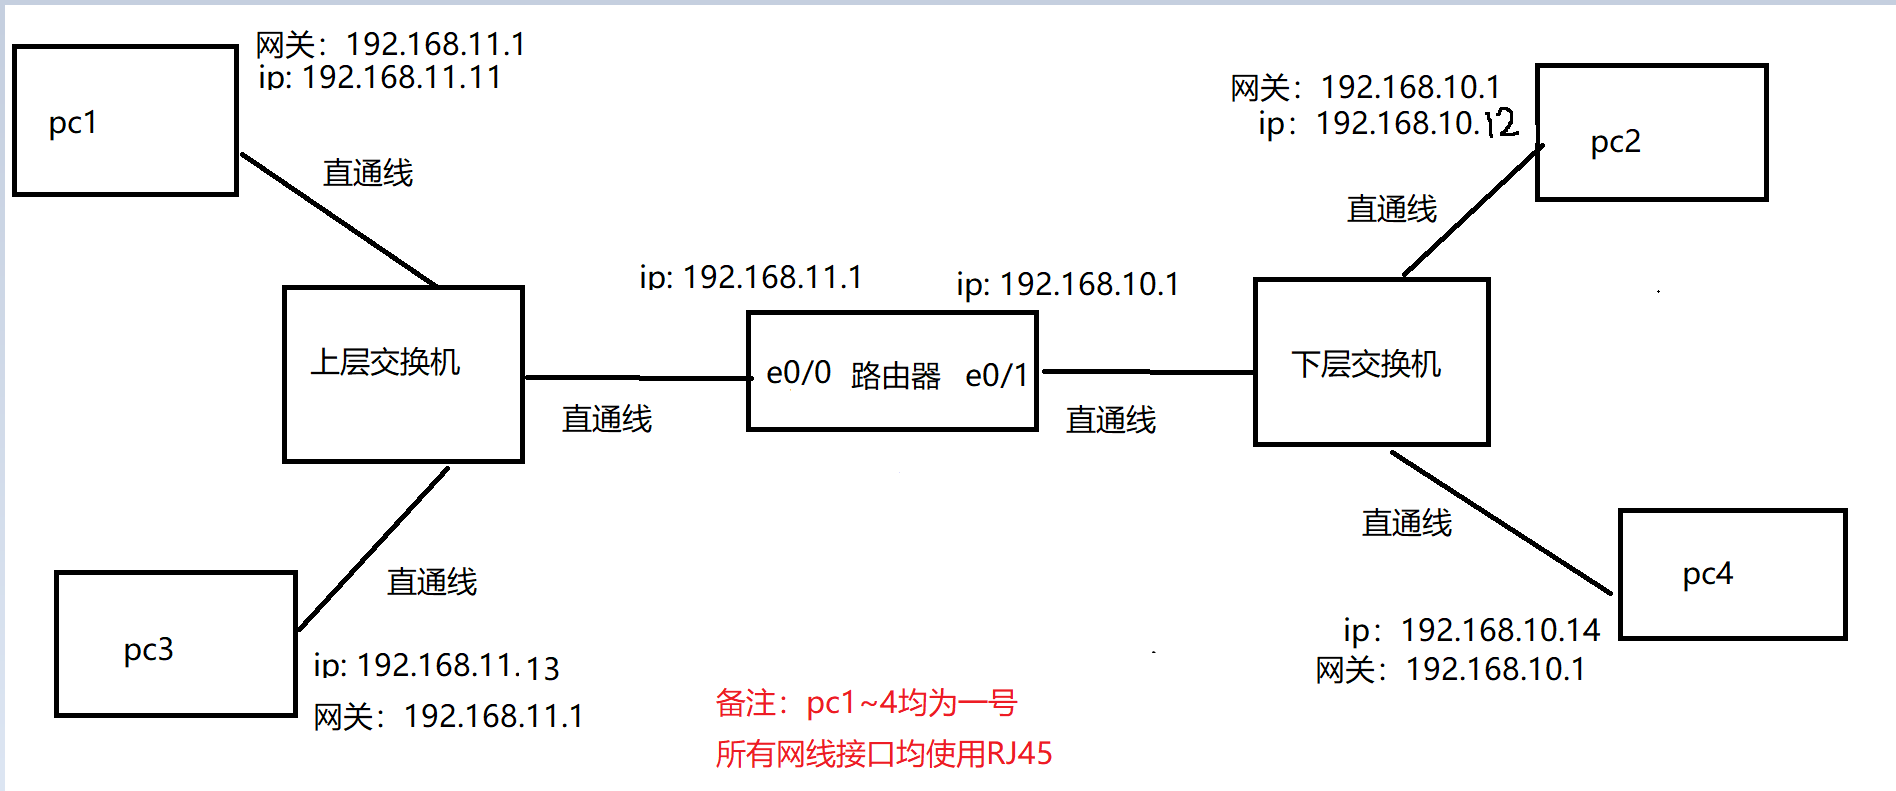 网关：192.168.11.1
ip: 192.168.11.11
pc1
直通线
网关：192.168.10.1
ip：192.168.10.12
pc2
直通线
ip: 192.168.11.1
ip: 192.168.10.1
上层交换机
e0/0 路由器 e0/1
下层交换机
直通线
直通线
直通线
pc3
ip: 192.168.11.13
网关：192.168.11.1
直通线
pc4
ip：192.168.10.14
网关：192.168.10.1
备注：pc1~4均为一号
所有网线接口均使用RJ45